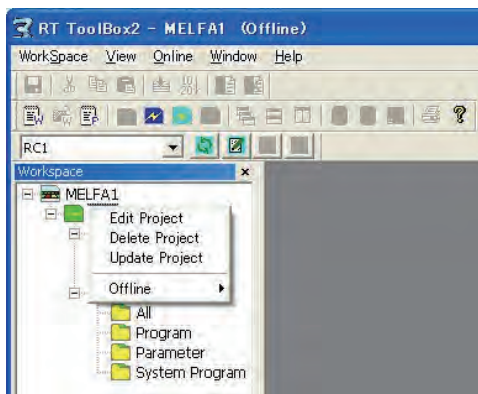 RT ToolBox2 - MELFA1 (Offline)
WorkSpace View Online Window Help
RC1
Workspace
MELFA1
Edit Project
Delete Project
Update Project
Offline
All
Program
Parameter
System Program